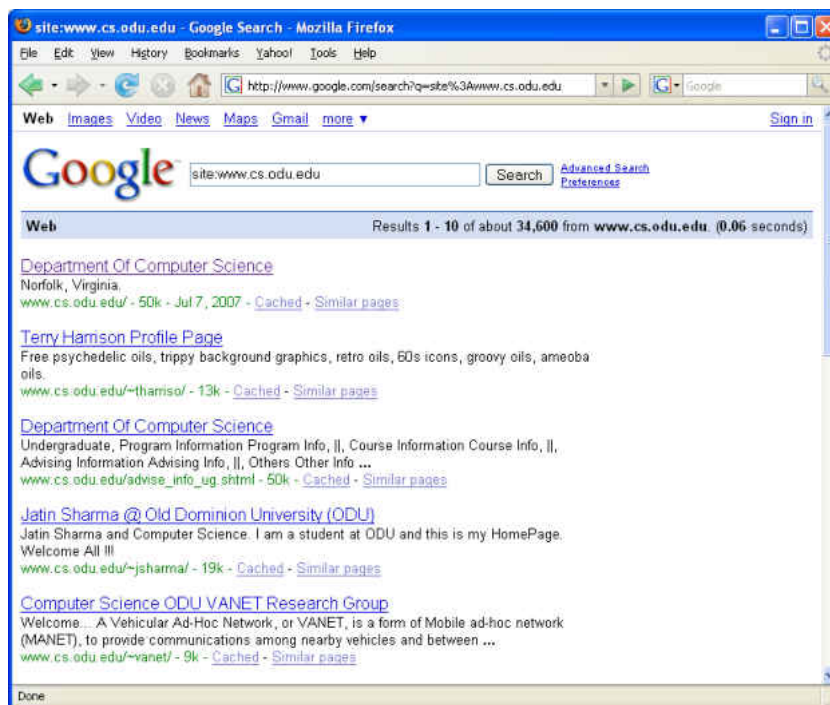 site:www.cs.odu.edu - Google Search - Mozilla Firefox
File Edit View History Bookmarks Yahoo! Tools Help
G http://www.google.com/search?q=site%3Awww.cs.odu.edu G Google
Web Images Video News Maps Gmail more ▼ Sign in
Google site:www.cs.odu.edu Search Advanced Search
Preferences
Web Results 1 - 10 of about 34,600 from www.cs.odu.edu. (0.06 seconds)
Department Of Computer Science
Norfolk, Virginia.
www.cs.odu.edu/ - 50k - Jul 7, 2007 - Cached - Similar pages
Terry Harrison Profile Page
Free psychedelic oils, trippy background graphics, retro oils, 60s icons, groovy oils, ameoba
oils.
www.cs.odu.edu/~tharriso/ - 13k - Cached - Similar pages
Department Of Computer Science
Undergraduate, Program Information Program Info, ||, Course Information Course Info, ||,
Advising Information Advising Info, ||, Others Other Info ...
www.cs.odu.edu/advise_info_ug.shtml - 50k - Cached - Similar pages
Jatin Sharma @ Old Dominion University (ODU)
Jatin Sharma and Computer Science. I am a student at ODU and this is my HomePage.
Welcome All !!!
www.cs.odu.edu/~jsharma/ - 19k - Cached - Similar pages
Computer Science ODU VANET Research Group
Welcome... A Vehicular Ad-Hoc Network, or VANET, is a form of Mobile ad-hoc network
(MANET), to provide communications among nearby vehicles and between ...
www.cs.odu.edu/~vanet/ - 9k - Cached - Similar pages
Done